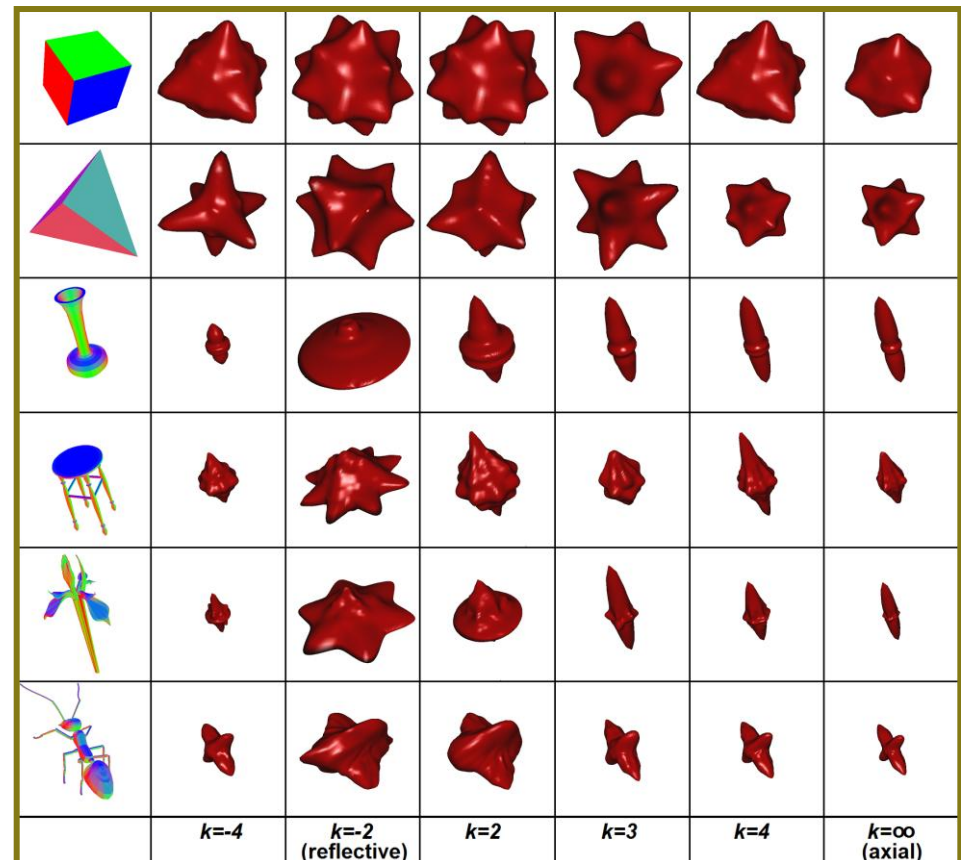 k=-4 k=-2 k=2 k=3 k=4 k=∞
(reflective) (axial)